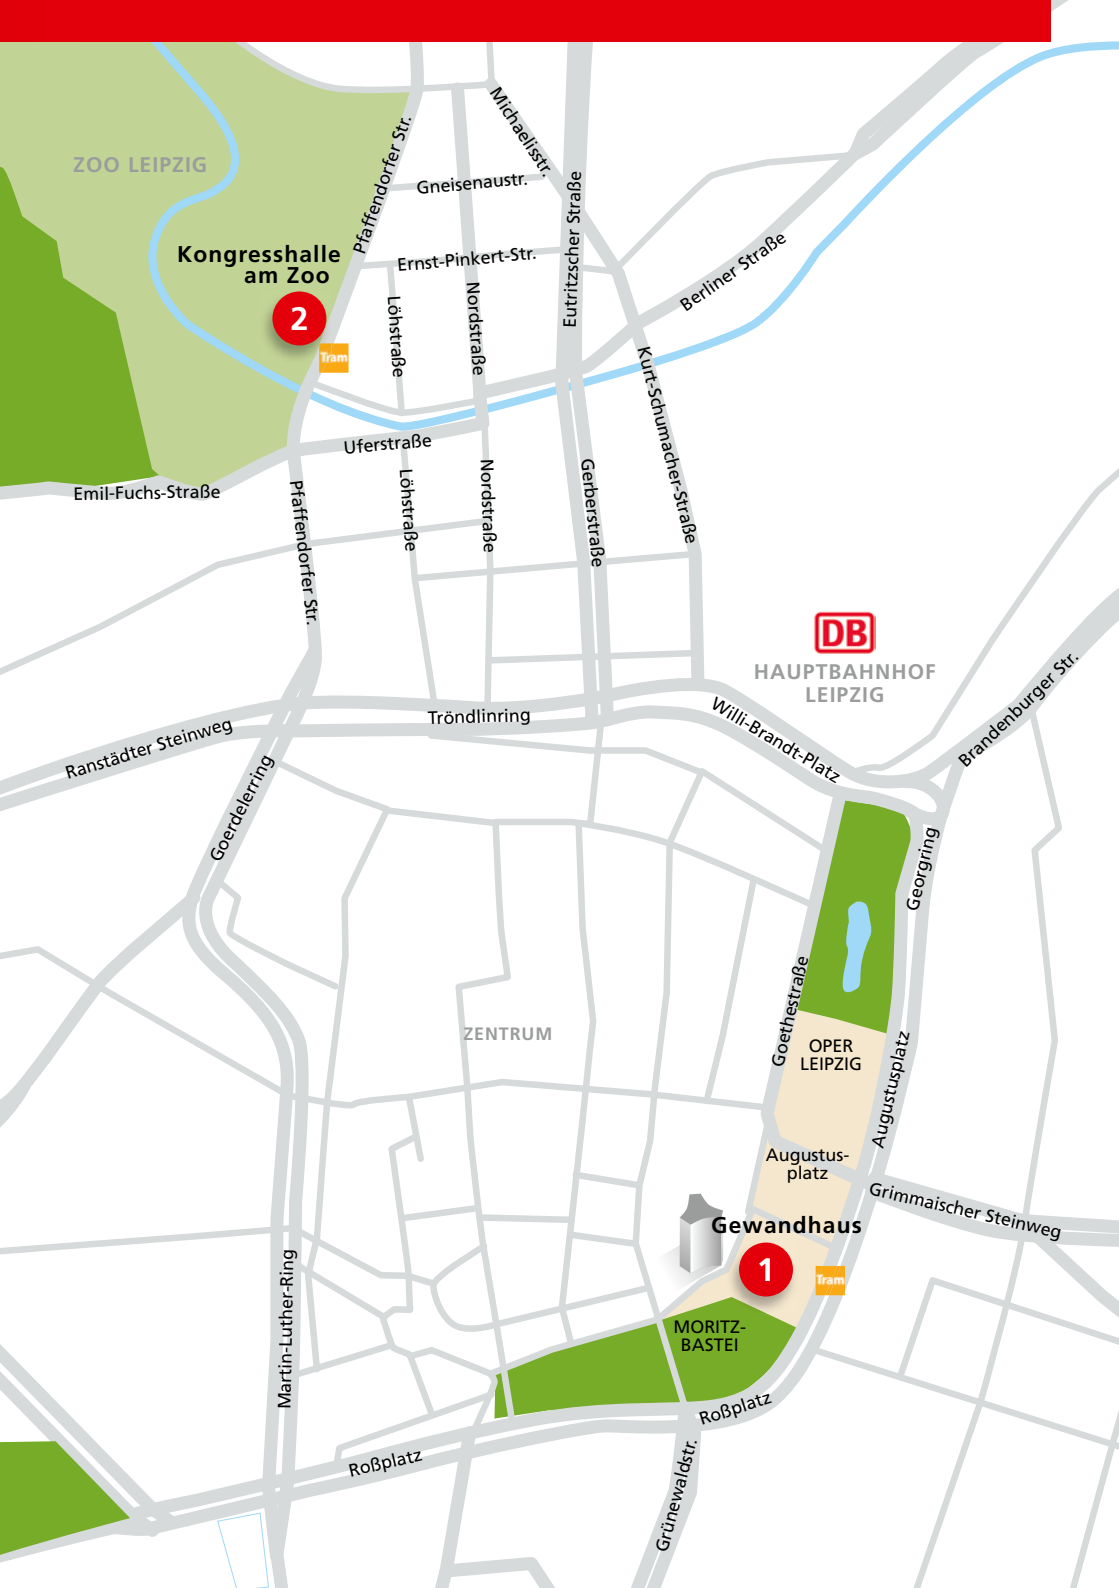 Michaelisstr.
Pfaffendorfer Str.
ZOO LEIPZIG
Gneisenaustr.
Eutritzscher Straße
Kongresshalle
am Zoo
Ernst-Pinkert-Str.
Berliner Straße
2
Löhstraße
Nordstraße
Tram
Kurt-Schumacher-Straße
Uferstraße
Emil-Fuchs-Straße
Pfaffendorfer Str.
Löhstraße
Nordstraße
Gerberstraße
DB
HAUPTBAHNHOF
LEIPZIG
Brandenburger Str.
Willi-Brandt-Platz
Tröndlinring
Ranstädter Steinweg
Goerdelerring
Georgring
Goethestraße
ZENTRUM
OPER
LEIPZIG
Augustusplatz
Augustus-
platz
Grimmaischer Steinweg
Gewandhaus
1
Tram
Martin-Luther-Ring
MORITZ-
BASTEI
Roßplatz
Roßplatz
Grünewaldstr.